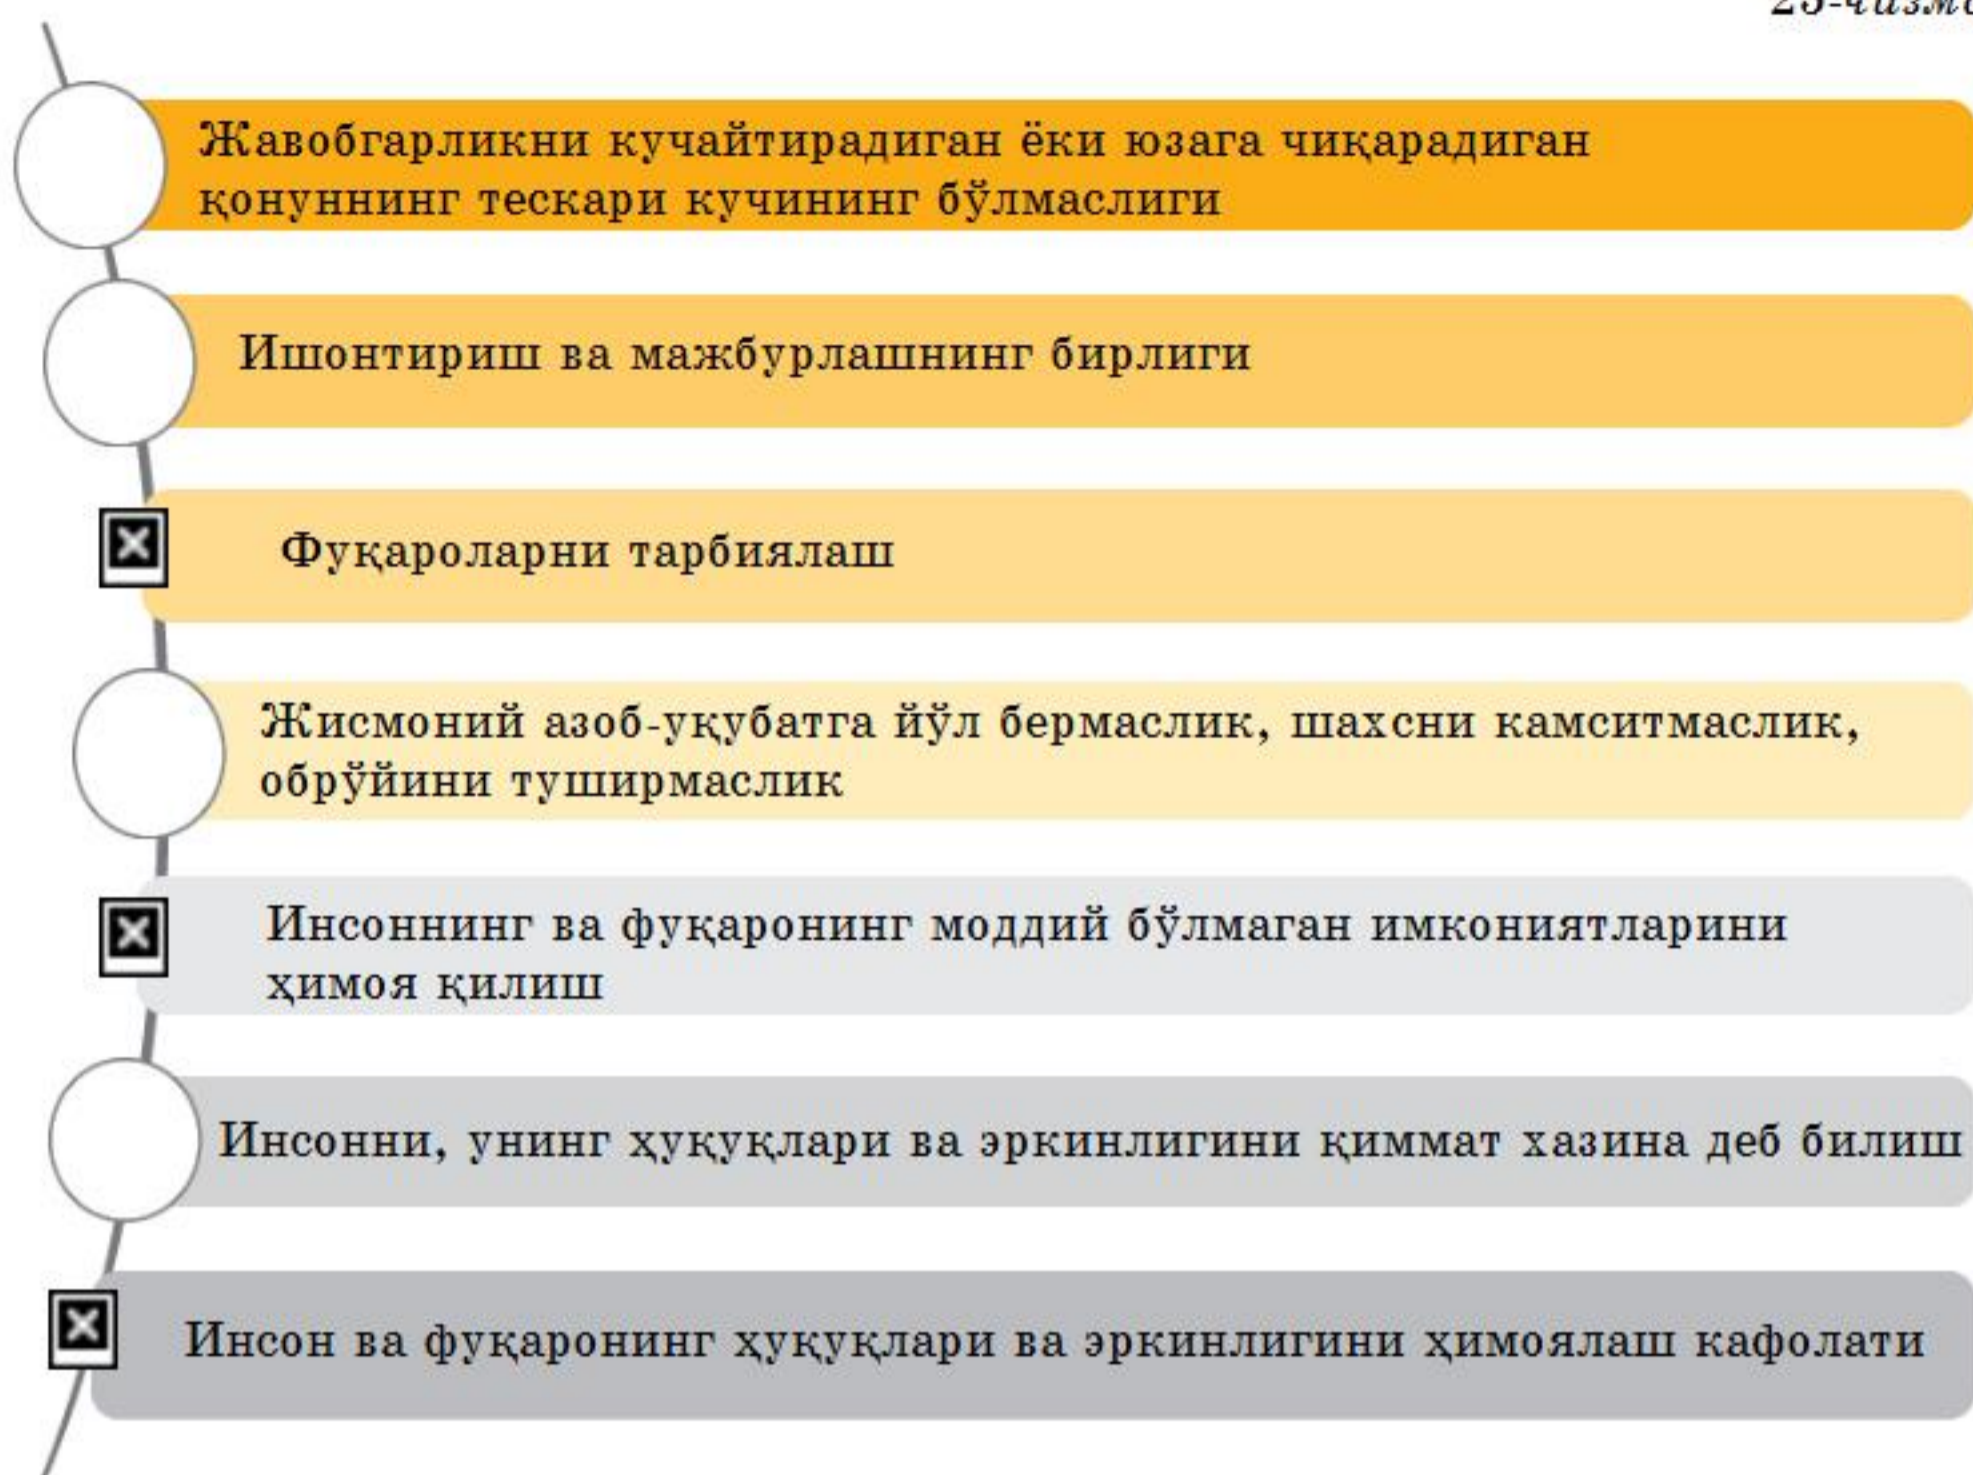 Жавобгарликни кучайтирадиган ёки юзага чиқарадиган
қонуннинг тескари кучининг бўлмаслиги
Ишонтириш ва мажбурлашнинг бирлиги
Фуқароларни тарбиялаш
Жисмоний азоб-уқубатга йўл бермаслик, шахсни камситмаслик,
обрўйини туширмаслик
Инсоннинг ва фуқаронинг моддий бўлмаган имкониятларини
ҳимоя қилиш
Инсонни, унинг ҳуқуқлари ва эркинлигини қиммат хазина деб билиш
Инсон ва фуқаронинг ҳуқуқлари ва эркинлигини ҳимоялаш кафолати